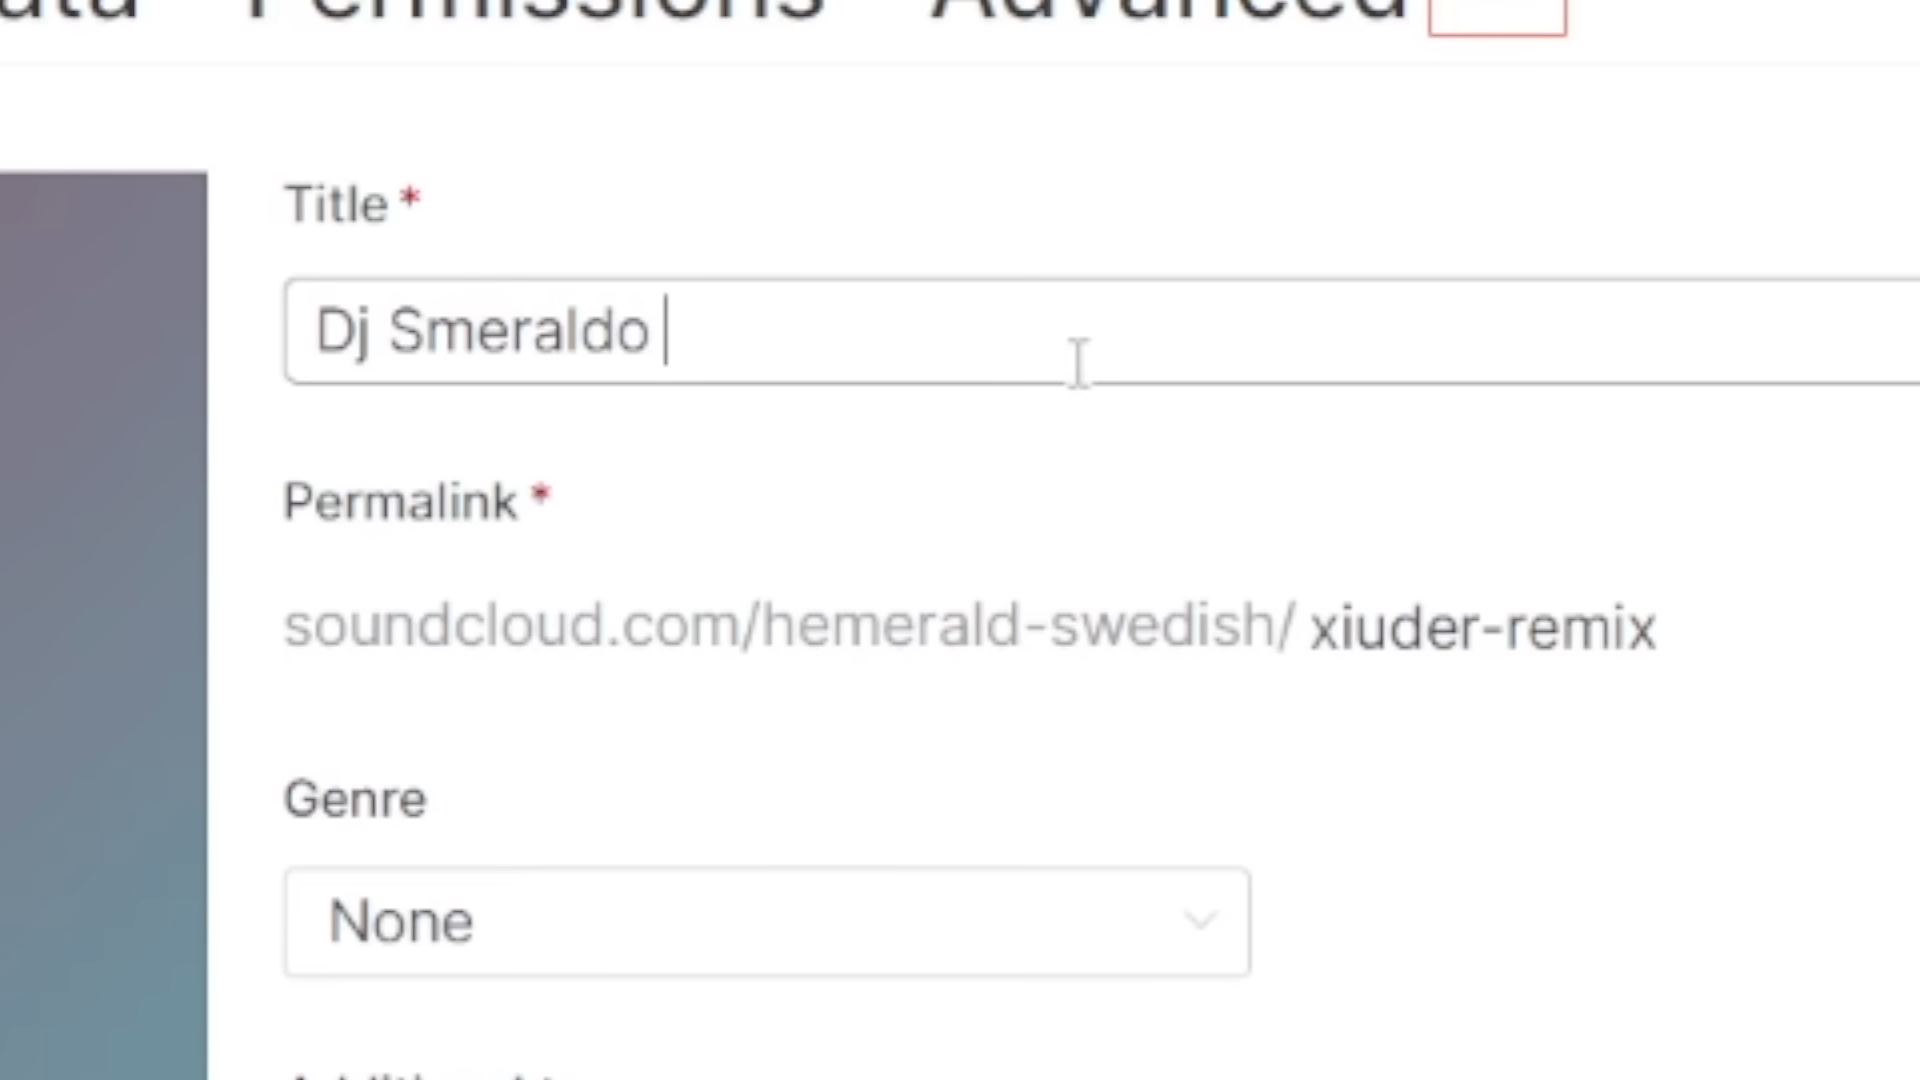 Permissions Advanced
Title *
Dj Smeraldo
Permalink *
soundcloud.com/hemerald-swedish/ xiuder-remix
Genre
None